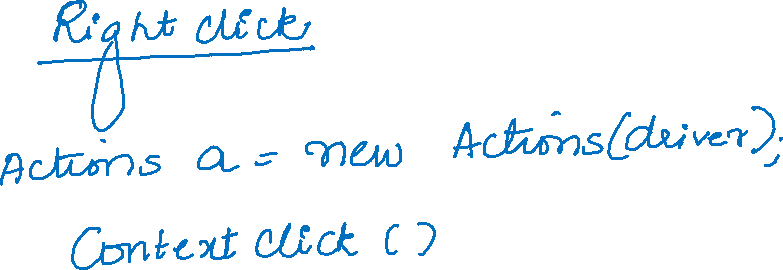 Right click
Actions a = new Actions(driver);
Context click ()